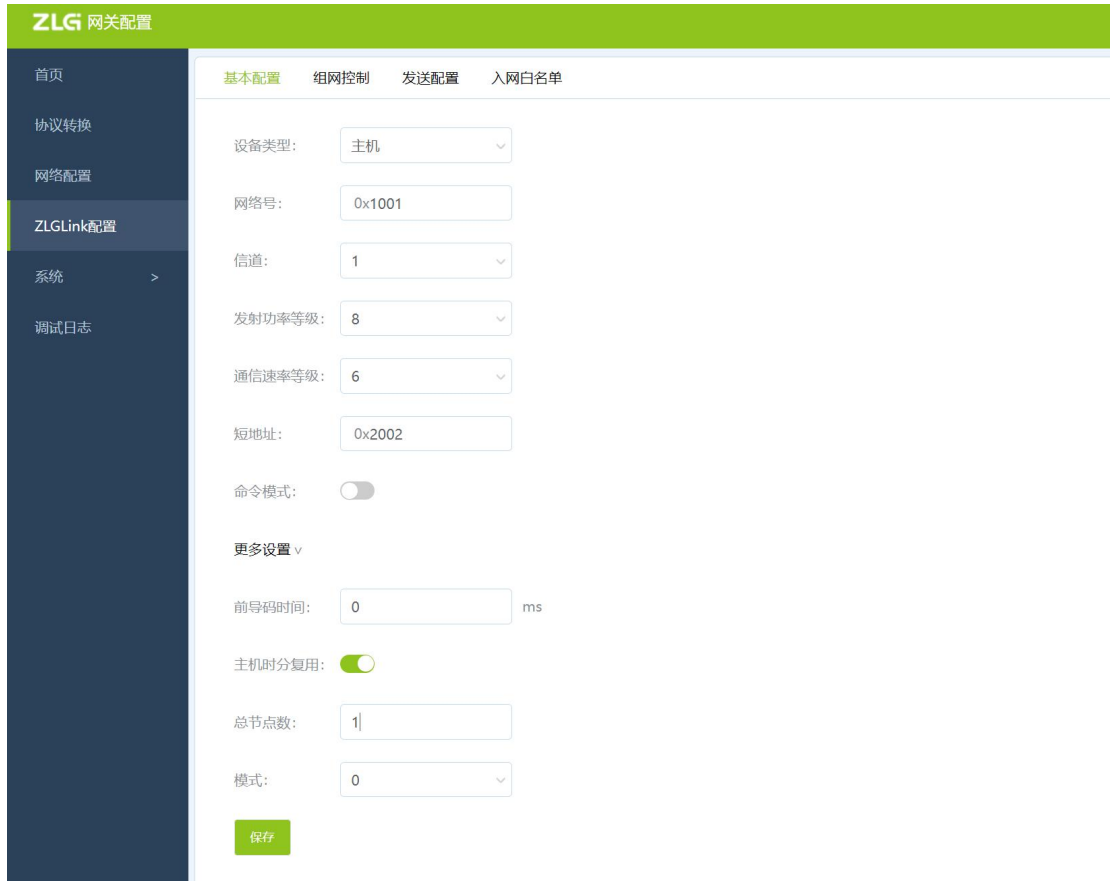 ZLG 网关配置
首页
协议转换
网络配置
ZLGLink配置
系统 >
调试日志
基本配置 组网控制 发送配置 入网白名单
设备类型: 主机
网络号: 0x1001
信道: 1
发射功率等级: 8
通信速率等级: 6
短地址: 0x2002
命令模式:
更多设置 v
前导码时间: 0 ms
主机时分复用:
总节点数: 1
模式: 0
保存